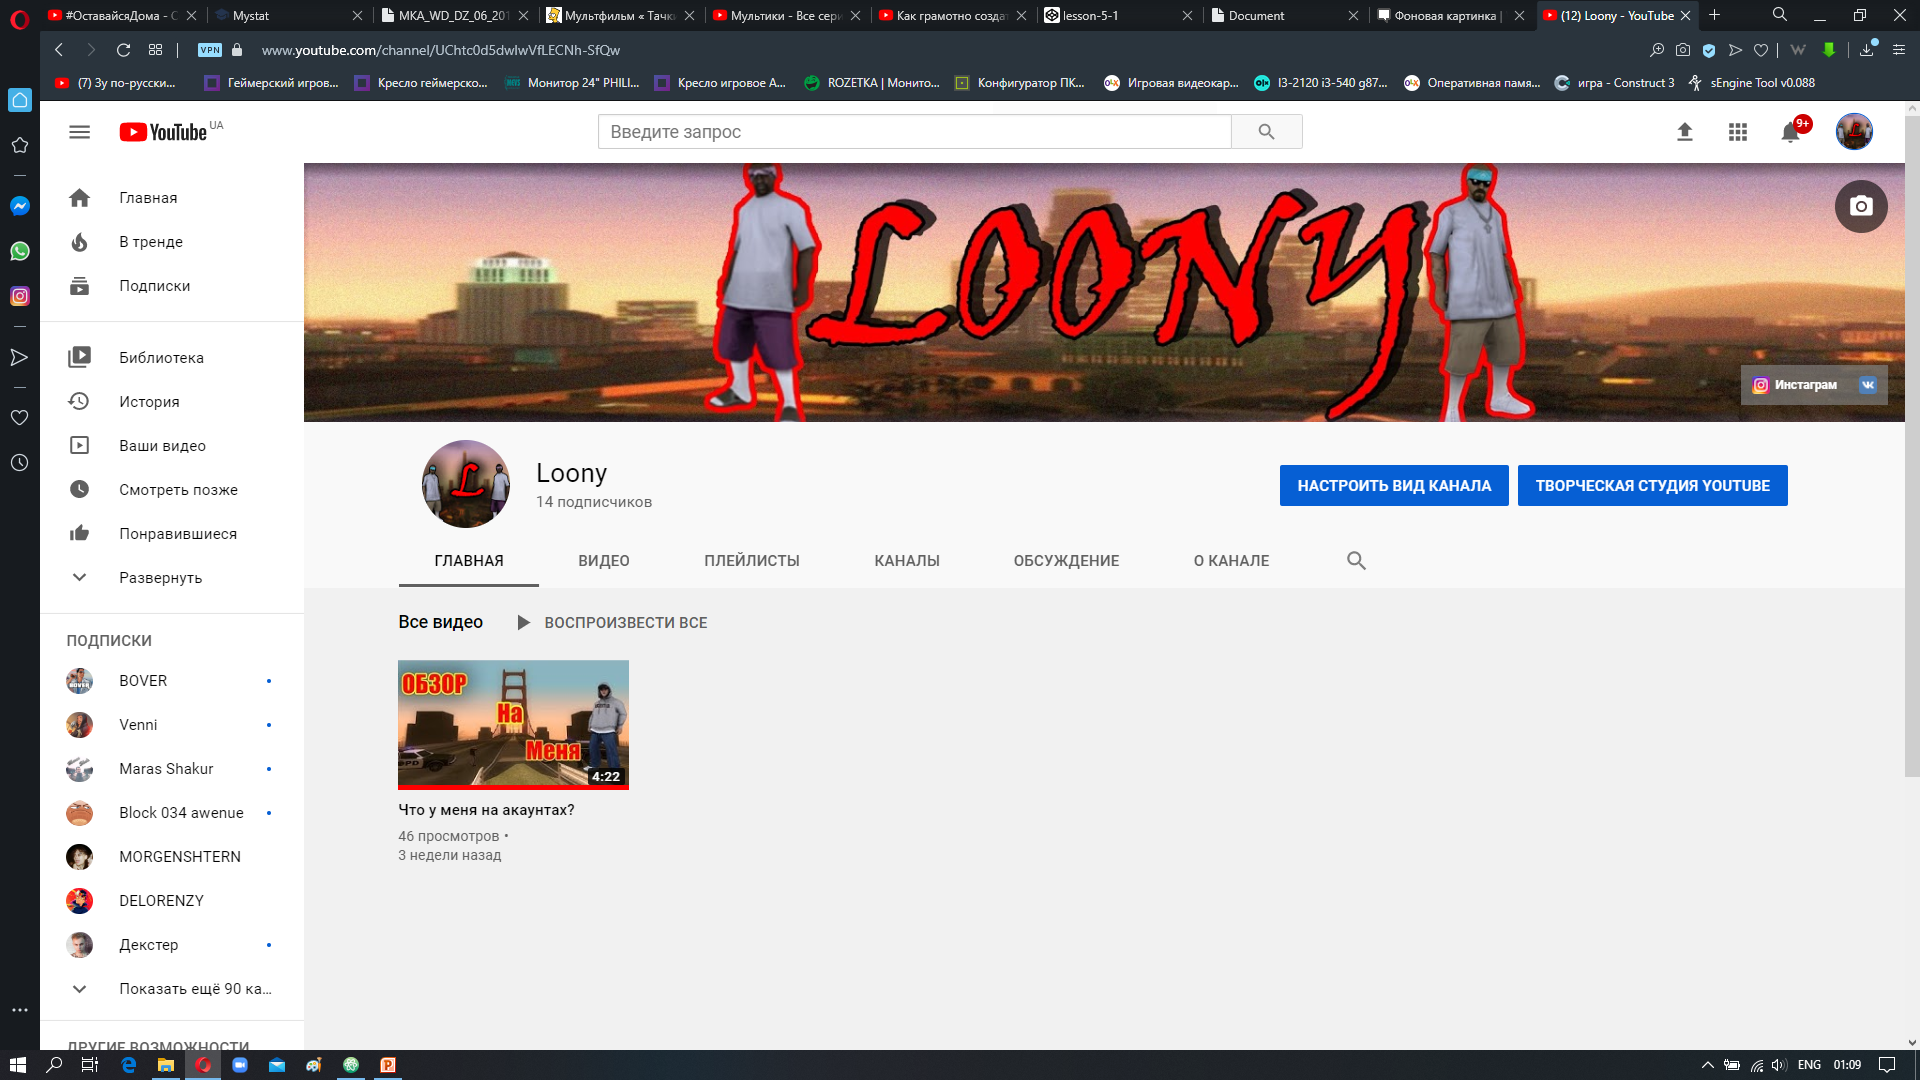 #ОставайсяДома - С
Mystat
MKA_WD_DZ_06_201
Мультфильм « Тачки
Мультики - Все сери
Как грамотно создат
lesson-5-1
Document
Фоновая картинка |
(12) Loony - YouTube
VPN
www.youtube.com/channel/UChtc0d5dwIwVfLECNh-SfQw
(7) Зу по-русски...
Геймерский игров...
Кресло геймерско...
Монитор 24" PHILI...
Кресло игровое A...
ROZETKA | Монито...
Конфигуратор ПК...
Игровая видеокар...
I3-2120 i3-540 g87...
Оперативная памя...
игра - Construct 3
sEngine Tool v0.088
YouTube UA
Введите запрос
9+
Главная
В тренде
Подписки
Библиотека
История
Ваши видео
Смотреть позже
Понравившиеся
Развернуть
ПОДПИСКИ
BOVER
Venni
Maras Shakur
Block 034 awenue
MORGENSHTERN
DELORENZY
Декстер
Показать ещё 90 ка...
ДРУГИЕ ВОЗМОЖНОСТИ
LOONY
Инстаграм
L
Loony
14 подписчиков
НАСТРОИТЬ ВИД КАНАЛА
ТВОРЧЕСКАЯ СТУДИЯ YOUTUBE
ГЛАВНАЯ
ВИДЕО
ПЛЕЙЛИСТЫ
КАНАЛЫ
ОБСУЖДЕНИЕ
О КАНАЛЕ
Все видео
ВОСПРОИЗВЕСТИ ВСЕ
ОБЗОР
На
Меня
4:22
Что у меня на акаунтах?
46 просмотров •
3 недели назад
ENG
01:09